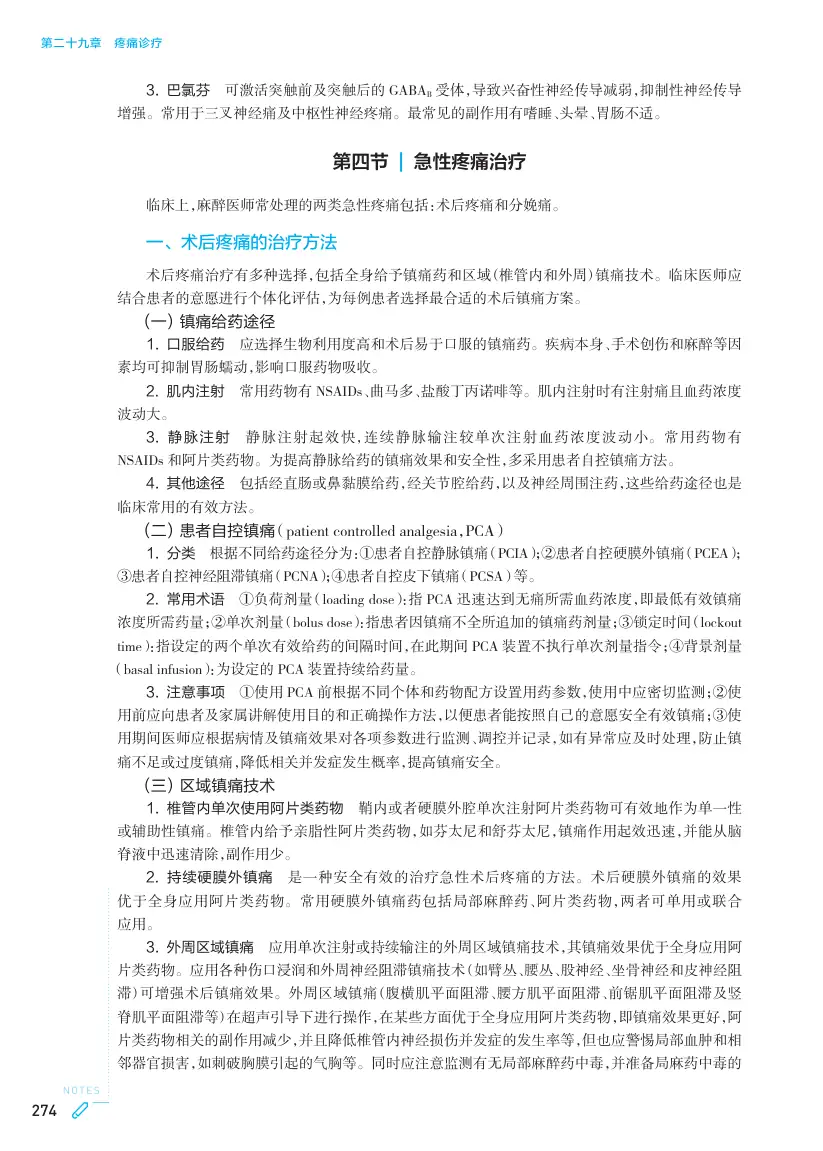 第二十九章 疼痛诊疗
3. 巴氯芬 可激活突触前及突触后的 GABAB 受体,导致兴奋性神经传导减弱,抑制性神经传导
增强。常用于三叉神经痛及中枢性神经疼痛。最常见的副作用有嗜睡、头晕、胃肠不适。
第四节 | 急性疼痛治疗
临床上,麻醉医师常处理的两类急性疼痛包括:术后疼痛和分娩痛。
一、术后疼痛的治疗方法
术后疼痛治疗有多种选择,包括全身给予镇痛药和区域(椎管内和外周)镇痛技术。临床医师应
结合患者的意愿进行个体化评估,为每例患者选择最合适的术后镇痛方案。
(一)镇痛给药途径
1. 口服给药 应选择生物利用度高和术后易于口服的镇痛药。疾病本身、手术创伤和麻醉等因
素均可抑制胃肠蠕动,影响口服药物吸收。
2. 肌内注射 常用药物有 NSAIDs、曲马多、盐酸丁丙诺啡等。肌内注射时有注射痛且血药浓度
波动大。
3. 静脉注射 静脉注射起效快,连续静脉输注较单次注射血药浓度波动小。常用药物有
NSAIDs 和阿片类药物。为提高静脉给药的镇痛效果和安全性,多采用患者自控镇痛方法。
4. 其他途径 包括经直肠或鼻黏膜给药,经关节腔给药,以及神经周围注药,这些给药途径也是
临床常用的有效方法。
(二)患者自控镇痛(patient controlled analgesia,PCA)
1. 分类 根据不同给药途径分为:①患者自控静脉镇痛(PCIA);②患者自控硬膜外镇痛(PCEA);
③患者自控神经阻滞镇痛(PCNA);④患者自控皮下镇痛(PCSA)等。
2. 常用术语 ①负荷剂量(loading dose):指 PCA 迅速达到无痛所需血药浓度,即最低有效镇痛
浓度所需药量;②单次剂量(bolus dose):指患者因镇痛不全所追加的镇痛药剂量;③锁定时间(lockout
time):指设定的两个单次有效给药的间隔时间,在此期间 PCA 装置不执行单次剂量指令;④背景剂量
(basal infusion):为设定的 PCA 装置持续给药量。
3. 注意事项 ①使用 PCA 前根据不同个体和药物配方设置用药参数,使用中应密切监测;②使
用前应向患者及家属讲解使用目的和正确操作方法,以便患者能按照自己的意愿安全有效镇痛;③使
用期间医师应根据病情及镇痛效果对各项参数进行监测、调控并记录,如有异常应及时处理,防止镇
痛不足或过度镇痛,降低相关并发症发生概率,提高镇痛安全。
(三)区域镇痛技术
1. 椎管内单次使用阿片类药物 鞘内或者硬膜外腔单次注射阿片类药物可有效地作为单一性
或辅助性镇痛。椎管内给予亲脂性阿片类药物,如芬太尼和舒芬太尼,镇痛作用起效迅速,并能从脑
脊液中迅速清除,副作用少。
2. 持续硬膜外镇痛 是一种安全有效的治疗急性术后疼痛的方法。术后硬膜外镇痛的效果
优于全身应用阿片类药物。常用硬膜外镇痛药包括局部麻醉药、阿片类药物,两者可单用或联合
应用。
3. 外周区域镇痛 应用单次注射或持续输注的外周区域镇痛技术,其镇痛效果优于全身应用阿
片类药物。应用各种伤口浸润和外周神经阻滞镇痛技术(如臂丛、腰丛、股神经、坐骨神经和皮神经阻
滞)可增强术后镇痛效果。外周区域镇痛(腹横肌平面阻滞、腰方肌平面阻滞、前锯肌平面阻滞及竖
脊肌平面阻滞等)在超声引导下进行操作,在某些方面优于全身应用阿片类药物,即镇痛效果更好,阿
片类药物相关的副作用减少,并且降低椎管内神经损伤并发症的发生率等,但也应警惕局部血肿和相
邻器官损害,如刺破胸膜引起的气胸等。同时应注意监测有无局部麻醉药中毒,并准备局麻药中毒的
NOTES
274